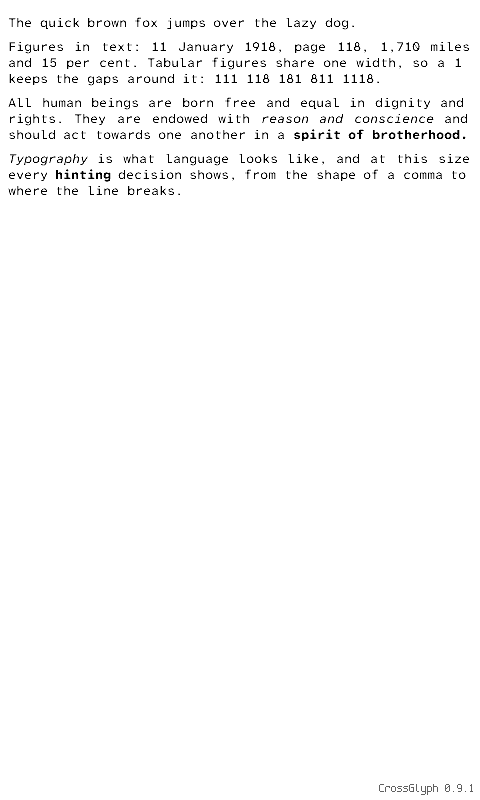 The quick brown fox jumps over the lazy dog.
Figures in text: 11 January 1918, page 118, 1,710 miles
and 15 per cent. Tabular figures share one width, so a 1
keeps the gaps around it: 111 118 181 811 1118.
All human beings are born free and equal in dignity and
rights. They are endowed with reason and conscience and
should act towards one another in a spirit of brotherhood.
Typography is what language looks like, and at this size
every hinting decision shows, from the shape of a comma to
where the line breaks.
CrossGlyph 0.9.1